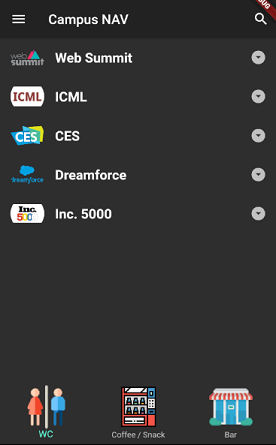 Campus NAV
web summit
Web Summit
ICML
ICML
CES
CES
dreamforce
Dreamforce
Inc.
500
Inc. 5000
WC
Coffee / Snack
Bar